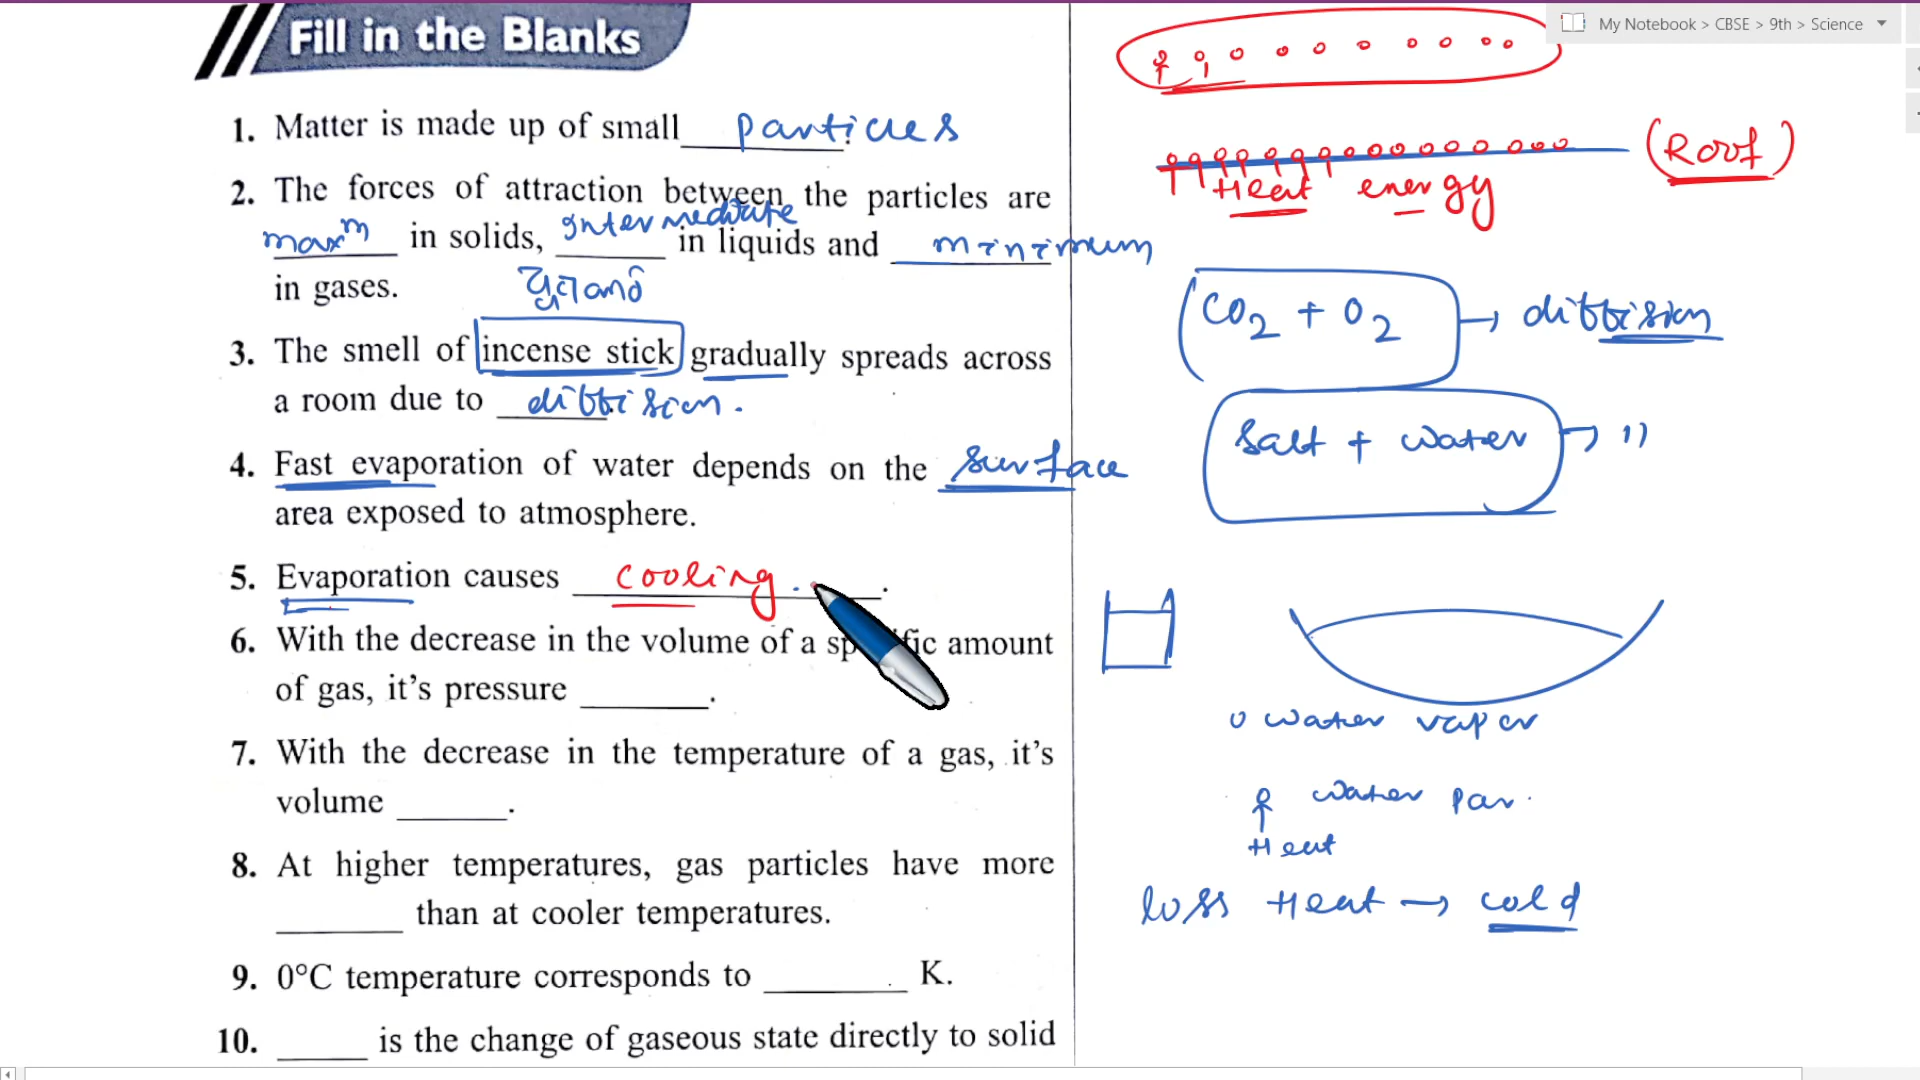 Fill in the Blanks
My Notebook > CBSE > 9th > Science
1. Matter is made up of small particles
2. The forces of attraction between the particles are
maxᵐ in solids, intermediate in liquids and minimum
in gases.
3. The smell of incense stick gradually spreads across
a room due to diffusion.
4. Fast evaporation of water depends on the surface
area exposed to atmosphere.
5. Evaporation causes cooling.
6. With the decrease in the volume of a specific amount
of gas, it's pressure ______.
7. With the decrease in the temperature of a gas, it's
volume ______.
8. At higher temperatures, gas particles have more
______ than at cooler temperatures.
9. 0°C temperature corresponds to ______ K.
10. ______ is the change of gaseous state directly to solid
(Roof)
Heat energy
CO₂ + O₂ → diffusion
Salt + water → ''
water vapor
water par.
Heat
loss Heat → cold